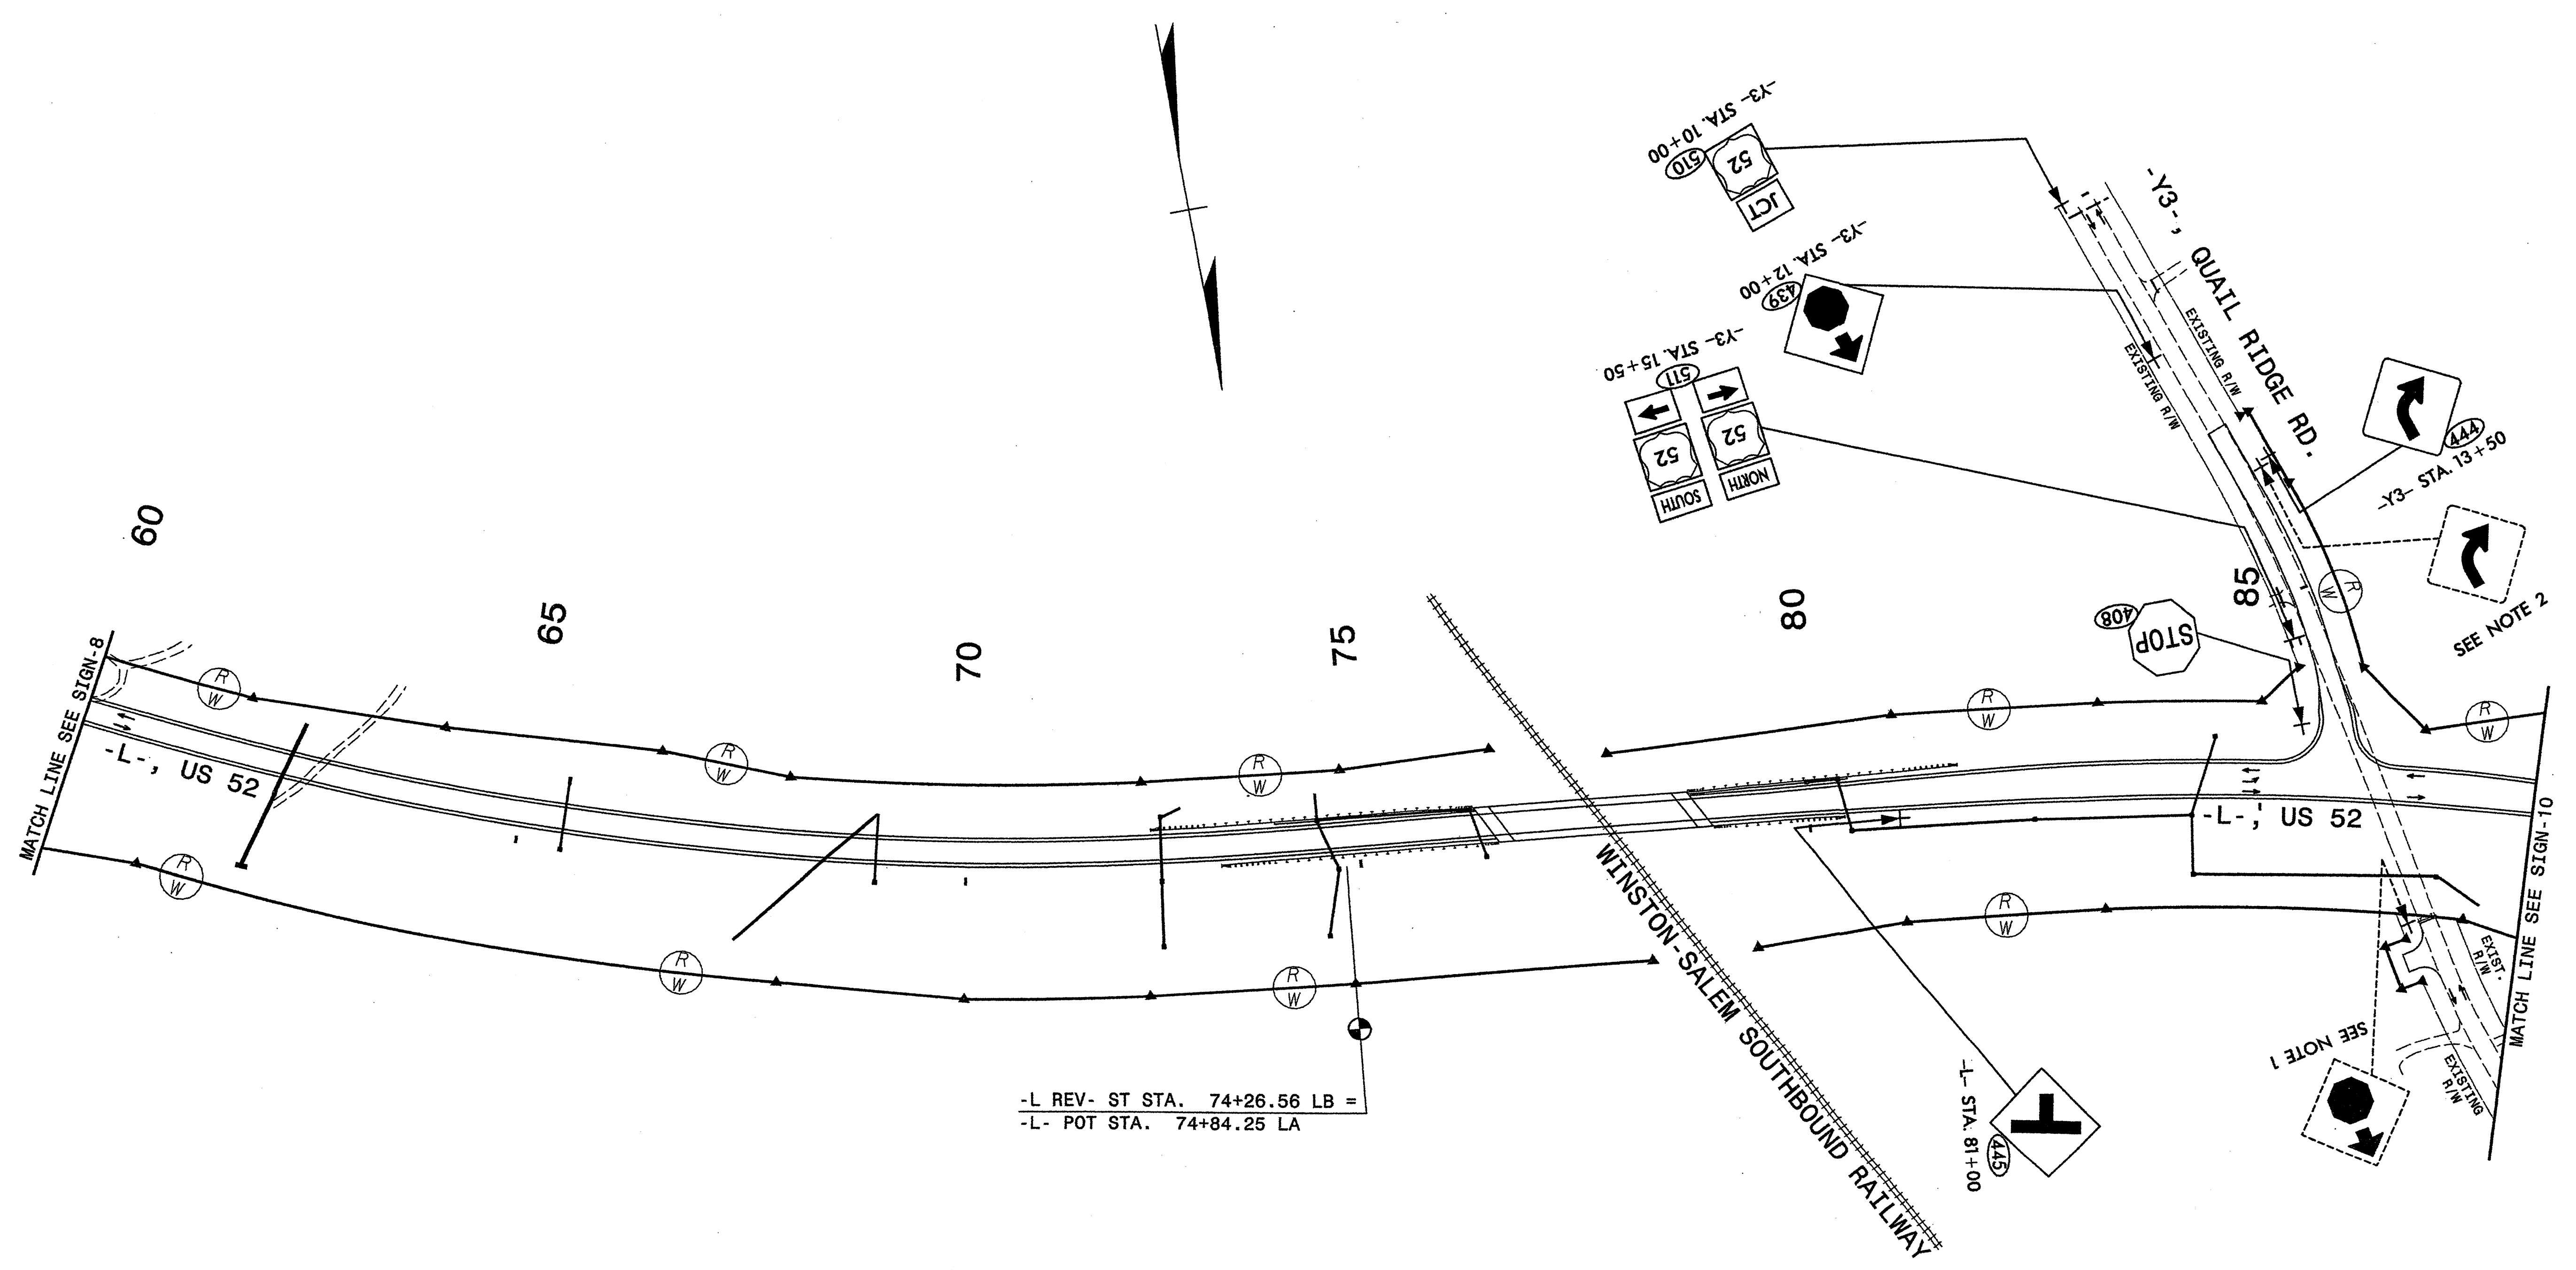 -Y3- STA. 10+00
510
52
JCT
-Y3-, QUAIL RIDGE RD.
-Y3- STA. 12+00
439
EXISTING R/W
EXISTING R/W
-Y3- STA. 15+50
511
52
52
SOUTH
NORTH
444
-Y3- STA. 13+50
SEE NOTE 2
R
W
408
STOP
60
65
70
75
80
85
MATCH LINE SEE SIGN-8
R
W
-L-, US 52
R
W
R
W
R
W
R
W
R
W
R
W
R
W
R
W
-L-, US 52
WINSTON-SALEM SOUTHBOUND RAILWAY
EXIST.
R/W
MATCH LINE SEE SIGN-10
SEE NOTE 1
EXISTING
R/W
-L REV- ST STA. 74+26.56 LB =
-L- POT STA. 74+84.25 LA
-L- STA. 81+00
445